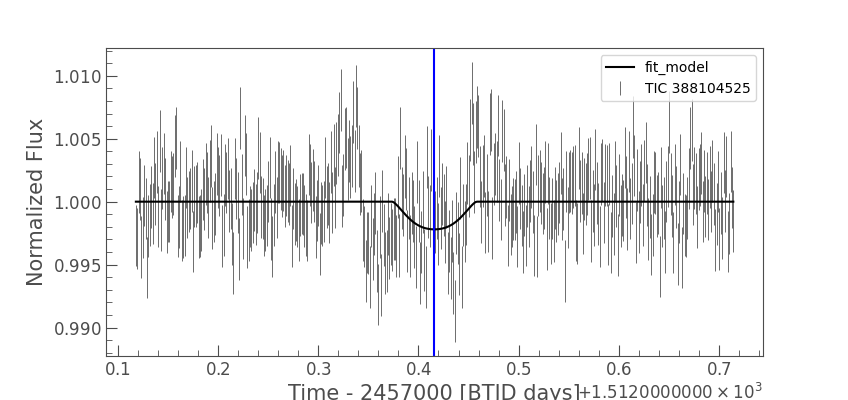 fit_model
TIC 388104525
Normalized Flux
1.010
1.005
1.000
0.995
0.990
0.1 0.2 0.3 0.4 0.5 0.6 0.7
Time - 2457000 [BTJD days]
+1.5120000000 × 10³